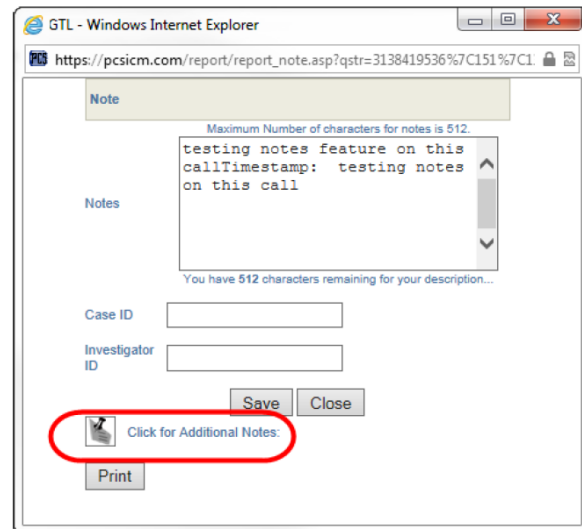 GTL - Windows Internet Explorer
PCS https://pcsicm.com/report/report_note.asp?qstr=3138419536%7C151%7C1:
Note
Maximum Number of characters for notes is 512.
Notes
testing notes feature on this
callTimestamp:  testing notes
on this call
You have 512 characters remaining for your description...
Case ID
Investigator
ID
Save Close
Click for Additional Notes:
Print